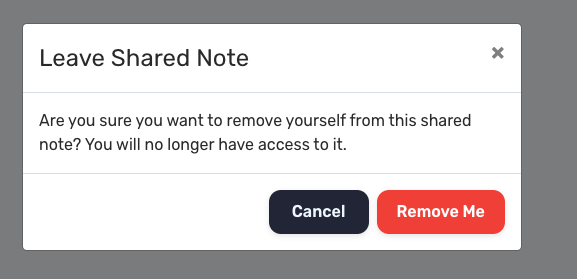 Leave Shared Note
×
Are you sure you want to remove yourself from this shared
note? You will no longer have access to it.
Cancel
Remove Me